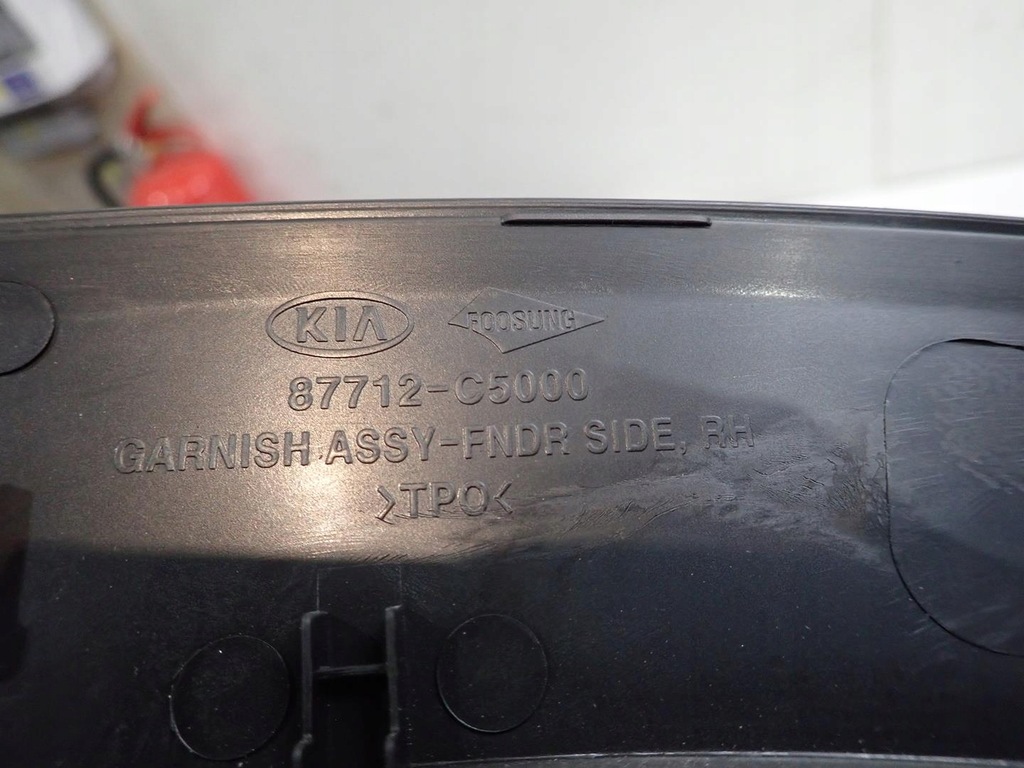 KIA FOOSUNG
87712-C5000
GARNISH ASSY-FNDR SIDE, RH
>TPO<